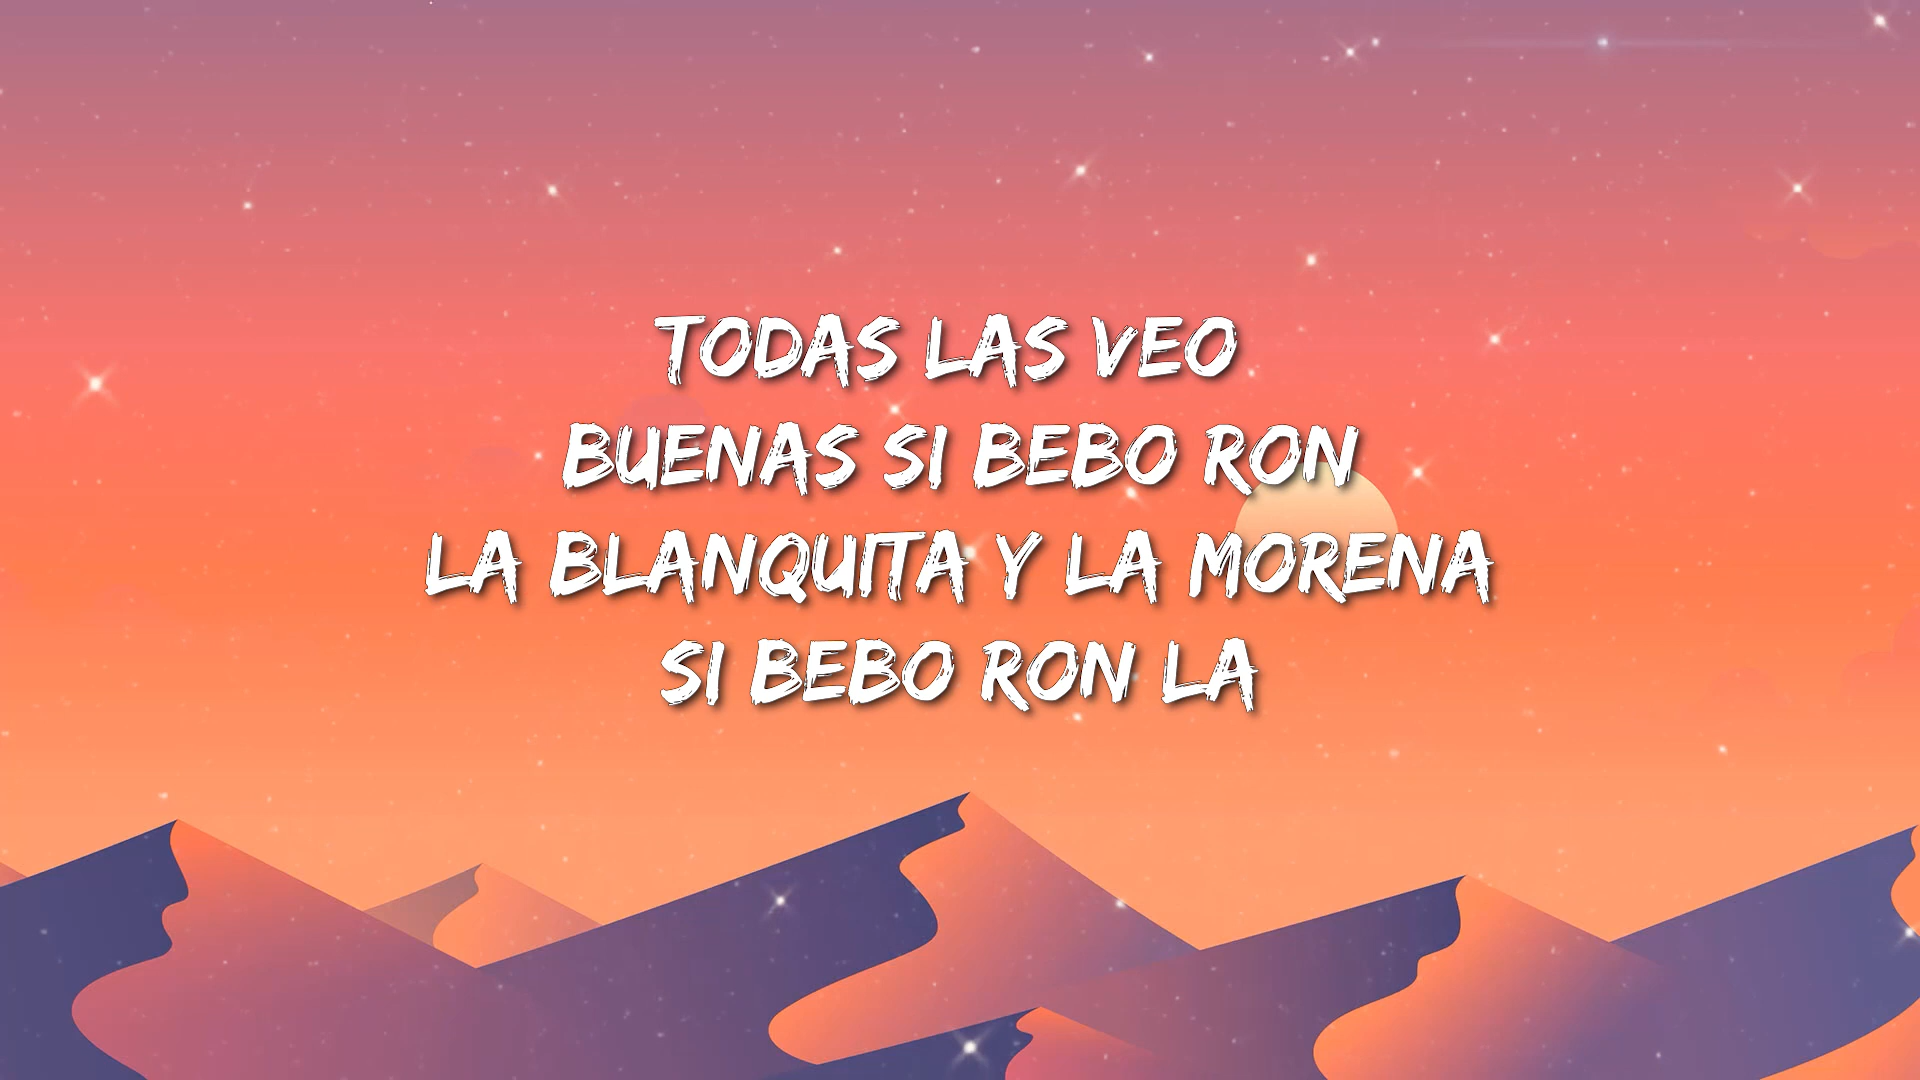 TODAS LAS VEO
BUENAS SI BEBO RON
LA BLANQUITA Y LA MORENA
SI BEBO RON LA